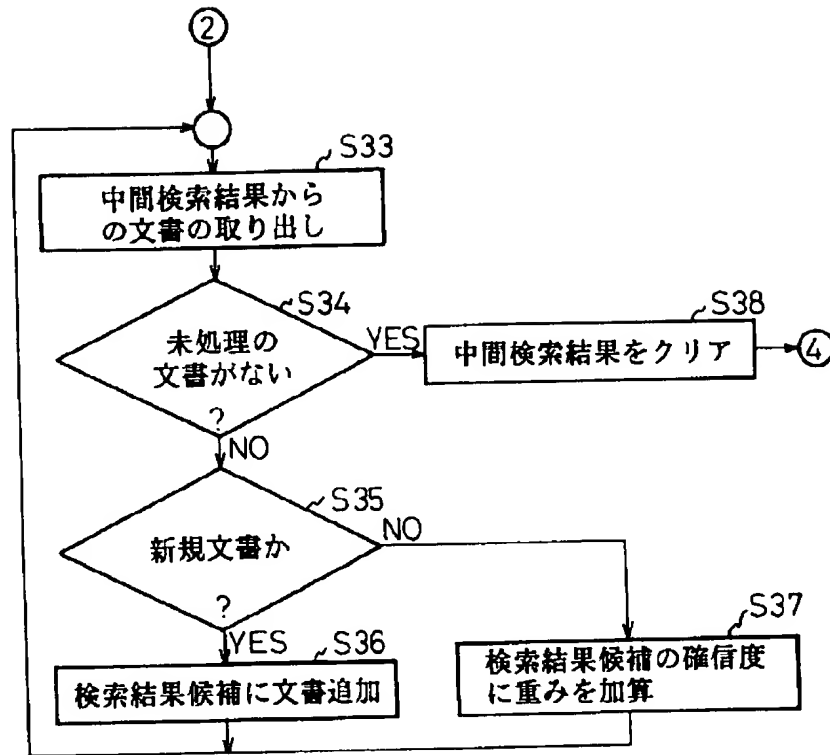 2
S33
中間検索結果から
の文書の取り出し
S34
未処理の
文書がない
?
YES
S38
中間検索結果をクリア
4
NO
S35
新規文書か
?
NO
YES
S36
検索結果候補に文書追加
S37
検索結果候補の確信度
に重みを加算